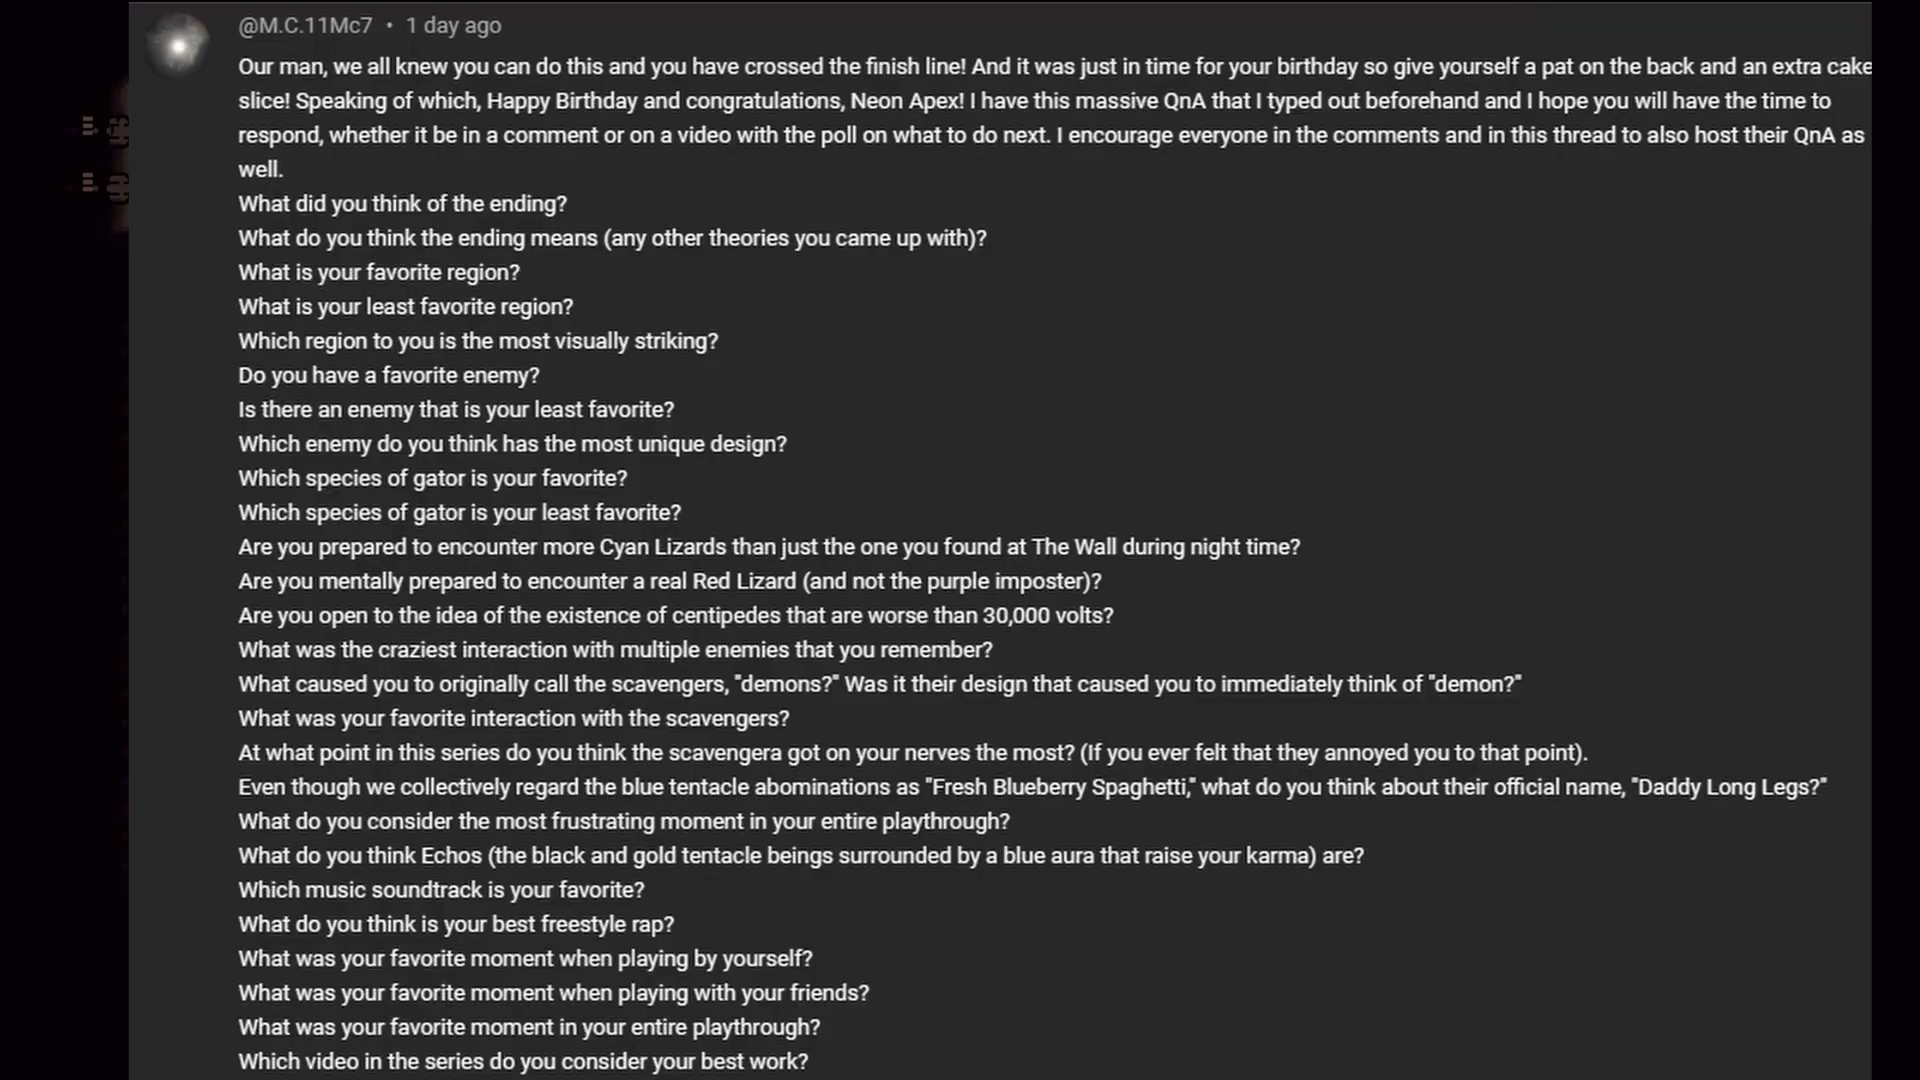 @M.C.11Mc7 • 1 day ago
Our man, we all knew you can do this and you have crossed the finish line! And it was just in time for your birthday so give yourself a pat on the back and an extra cake
slice! Speaking of which, Happy Birthday and congratulations, Neon Apex! I have this massive QnA that I typed out beforehand and I hope you will have the time to
respond, whether it be in a comment or on a video with the poll on what to do next. I encourage everyone in the comments and in this thread to also host their QnA as
well.
What did you think of the ending?
What do you think the ending means (any other theories you came up with)?
What is your favorite region?
What is your least favorite region?
Which region to you is the most visually striking?
Do you have a favorite enemy?
Is there an enemy that is your least favorite?
Which enemy do you think has the most unique design?
Which species of gator is your favorite?
Which species of gator is your least favorite?
Are you prepared to encounter more Cyan Lizards than just the one you found at The Wall during night time?
Are you mentally prepared to encounter a real Red Lizard (and not the purple imposter)?
Are you open to the idea of the existence of centipedes that are worse than 30,000 volts?
What was the craziest interaction with multiple enemies that you remember?
What caused you to originally call the scavengers, "demons?" Was it their design that caused you to immediately think of "demon?"
What was your favorite interaction with the scavengers?
At what point in this series do you think the scavengera got on your nerves the most? (If you ever felt that they annoyed you to that point).
Even though we collectively regard the blue tentacle abominations as "Fresh Blueberry Spaghetti," what do you think about their official name, "Daddy Long Legs?"
What do you consider the most frustrating moment in your entire playthrough?
What do you think Echos (the black and gold tentacle beings surrounded by a blue aura that raise your karma) are?
Which music soundtrack is your favorite?
What do you think is your best freestyle rap?
What was your favorite moment when playing by yourself?
What was your favorite moment when playing with your friends?
What was your favorite moment in your entire playthrough?
Which video in the series do you consider your best work?